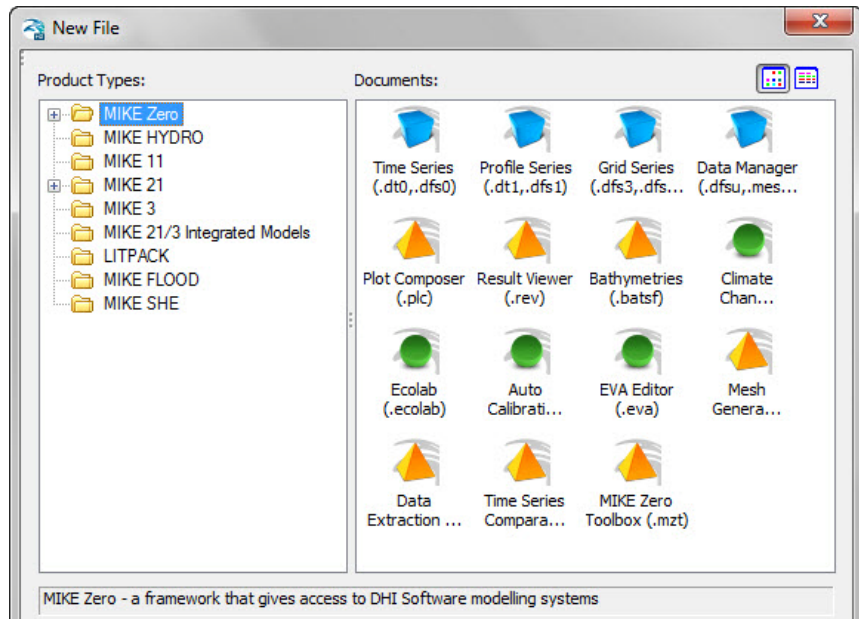 New File
Product Types:
MIKE Zero
MIKE HYDRO
MIKE 11
MIKE 21
MIKE 3
MIKE 21/3 Integrated Models
LITPACK
MIKE FLOOD
MIKE SHE
Documents:
Time Series Profile Series Grid Series Data Manager
(.dt0,.dfs0) (.dt1,.dfs1) (.dfs3,.dfs... (.dfsu,.mes...
Plot Composer Result Viewer Bathymetries Climate
(.plc) (.rev) (.batsf) Chan...
Ecolab Auto EVA Editor Mesh
(.ecolab) Calibrati... (.eva) Genera...
Data Time Series MIKE Zero
Extraction ... Compara... Toolbox (.mzt)
MIKE Zero - a framework that gives access to DHI Software modelling systems